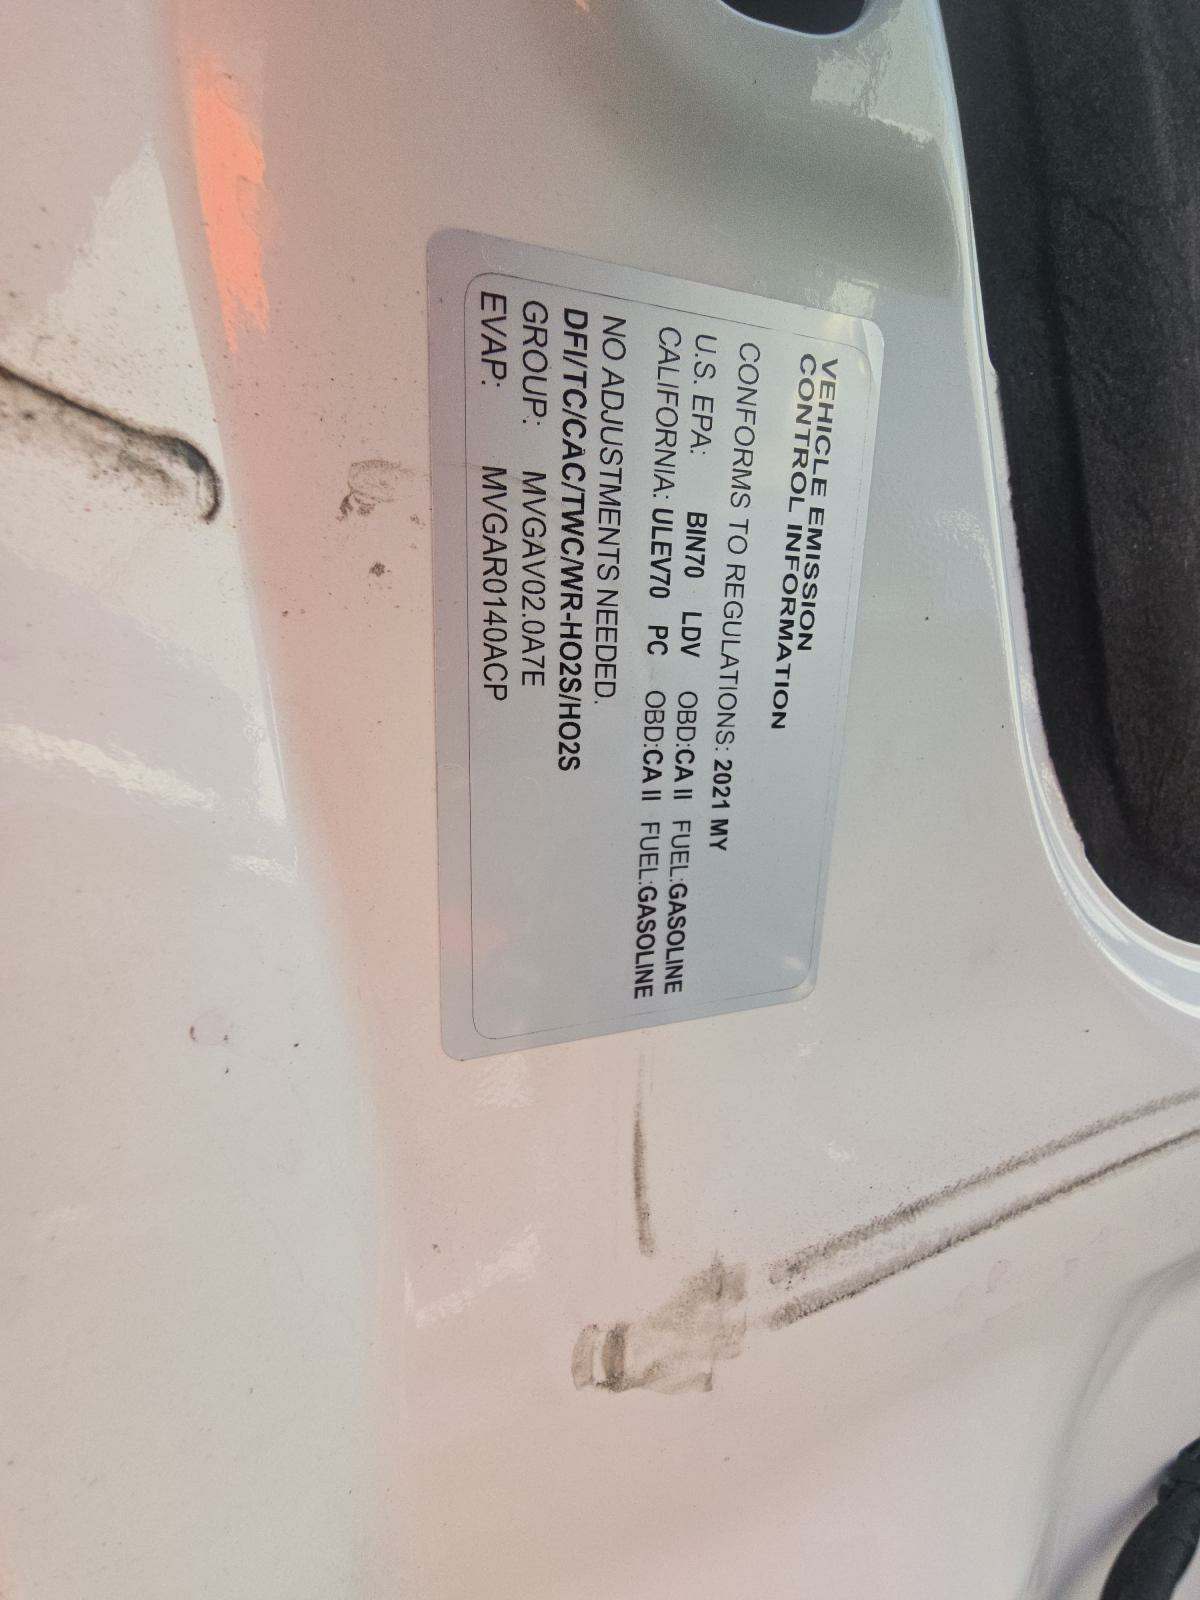 VEHICLE EMISSION
CONTROL INFORMATION
CONFORMS TO REGULATIONS: 2021 MY
U.S. EPA: BIN70 LDV OBD:CA II FUEL:GASOLINE
CALIFORNIA: ULEV70 PC OBD:CA II FUEL:GASOLINE
NO ADJUSTMENTS NEEDED.
DFI/TC/CAC/TWC/WR-HO2S/HO2S
GROUP: MVGAV02.0A7E
EVAP: MVGAR0140ACP